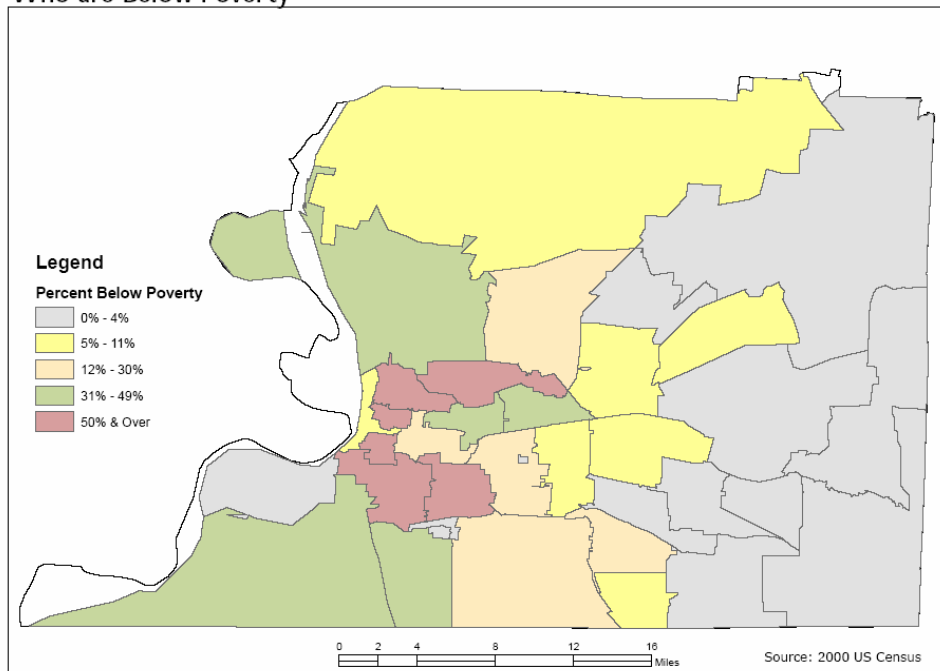 Who are Below Poverty
Legend
Percent Below Poverty
0% - 4%
5% - 11%
12% - 30%
31% - 49%
50% & Over
0 2 4 8 12 16
Miles
Source: 2000 US Census